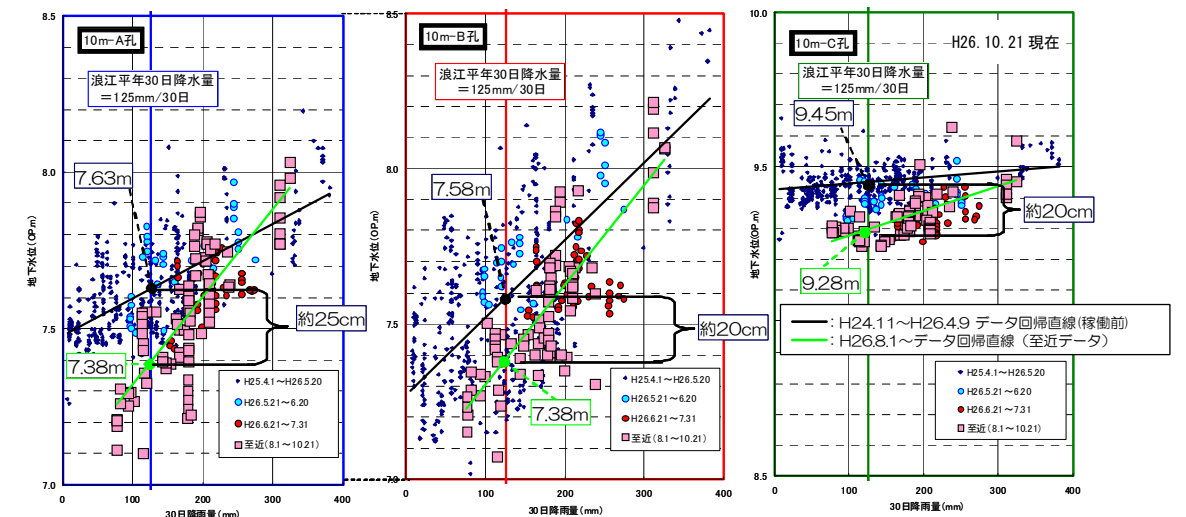 10m-A孔
浪江平年30日降水量
＝125mm/30日
7.63m
7.38m
約25cm
H25.4.1～H26.5.20
H26.5.21～6.20
H26.6.21～7.31
至近(8.1～10.21)
地下水位(OP.m)
8.5
8.0
7.5
7.0
0
100
200
300
400
30日降雨量(mm)
10m-B孔
浪江平年30日降水量
＝125mm/30日
7.58m
7.38m
約20cm
H25.4.1～H26.5.20
H26.5.21～6.20
H26.6.21～7.31
至近(8.1～10.21)
地下水位(OP.m)
8.5
8.0
7.5
7.0
0
100
200
300
400
30日降雨量(mm)
10m-C孔
H26.10.21 現在
浪江平年30日降水量
＝125mm/30日
9.45m
9.28m
約20cm
：H24.11～H26.4.9 データ回帰直線(稼働前)
：H26.8.1～データ回帰直線（至近データ）
H25.4.1～H26.5.20
H26.5.21～6.20
H26.6.21～7.31
至近(8.1～10.21)
地下水位(OP.m)
10.0
9.5
8.5
0
100
200
300
400
30日降雨量(mm)